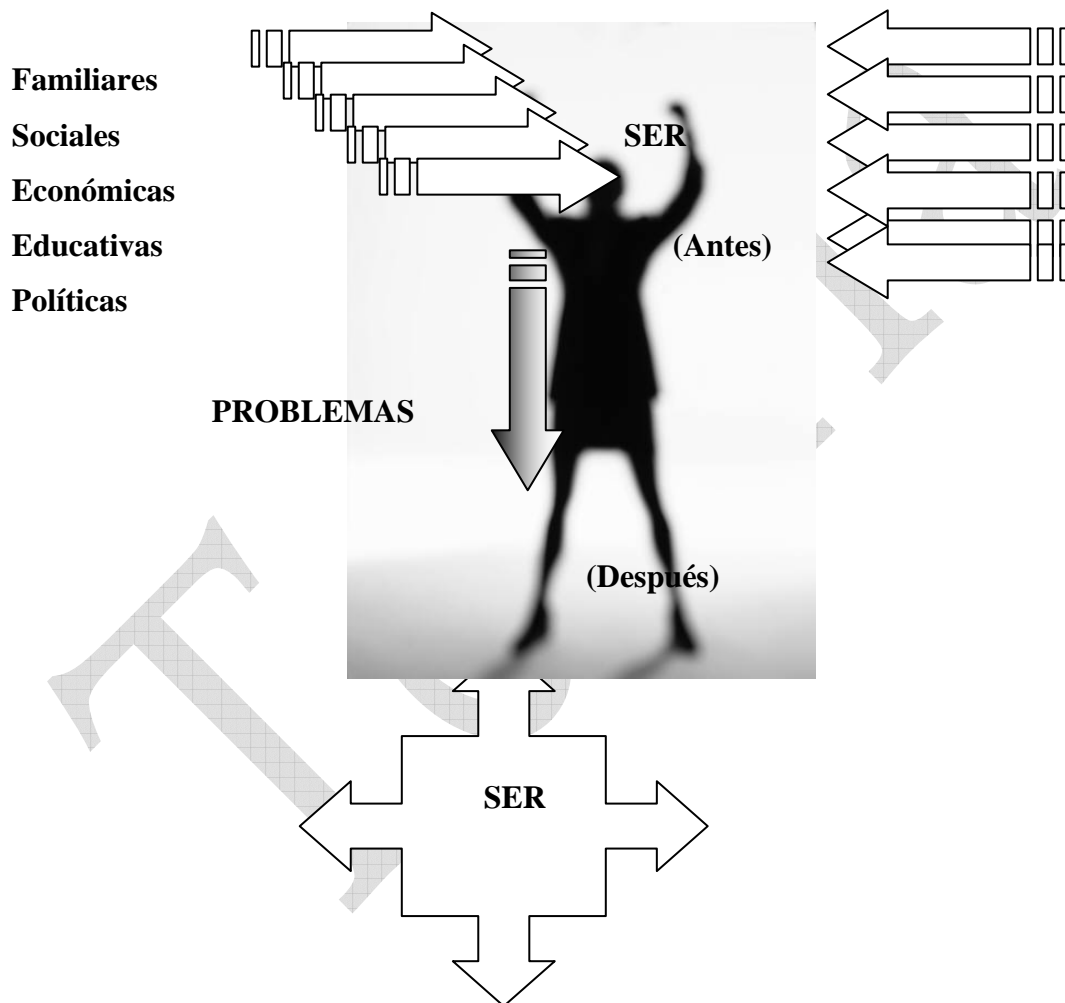 Familiares
Sociales
SER
Económicas
Educativas
(Antes)
Políticas
PROBLEMAS
(Después)
SER